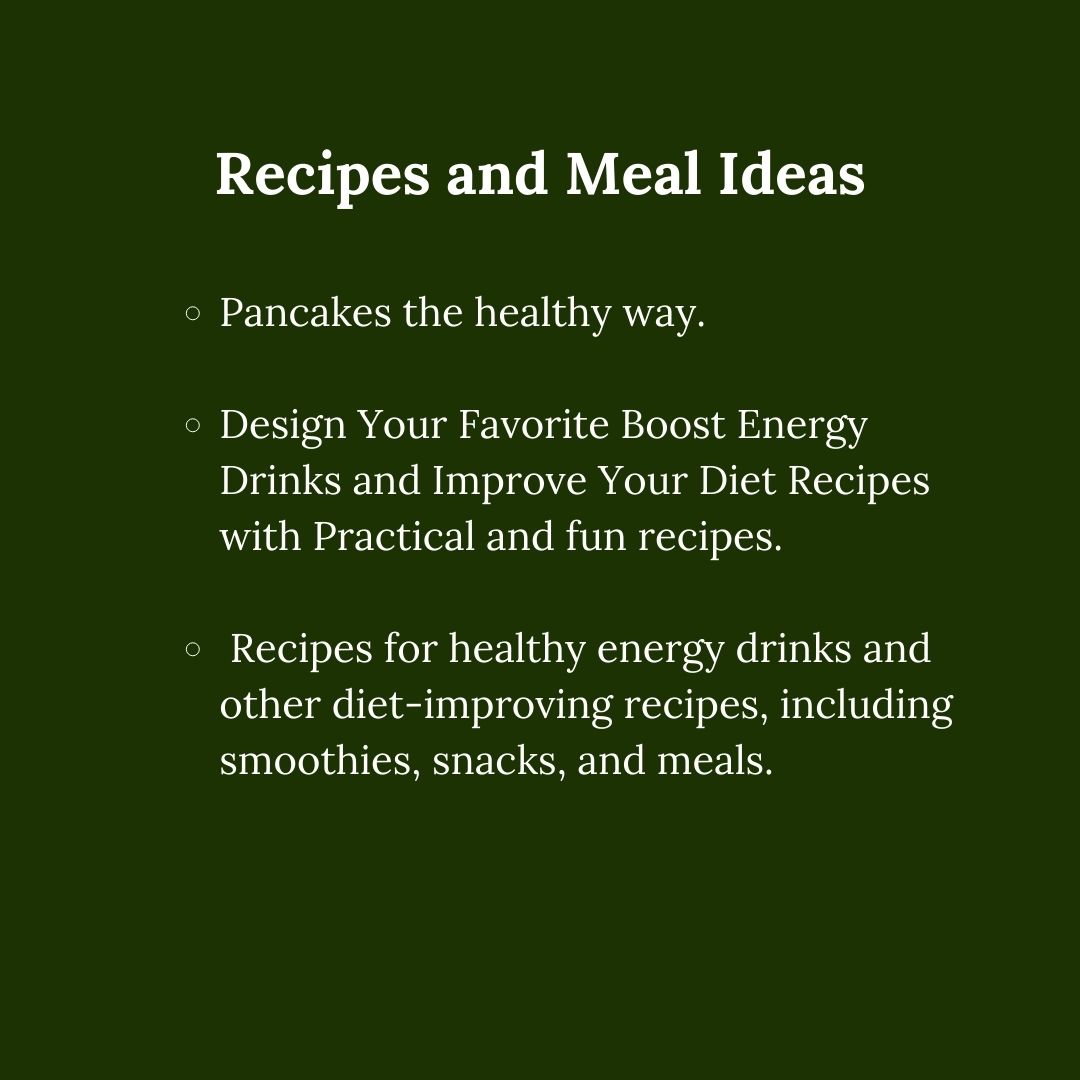 Recipes and Meal Ideas
Pancakes the healthy way.
Design Your Favorite Boost Energy
Drinks and Improve Your Diet Recipes
with Practical and fun recipes.
Recipes for healthy energy drinks and
other diet-improving recipes, including
smoothies, snacks, and meals.